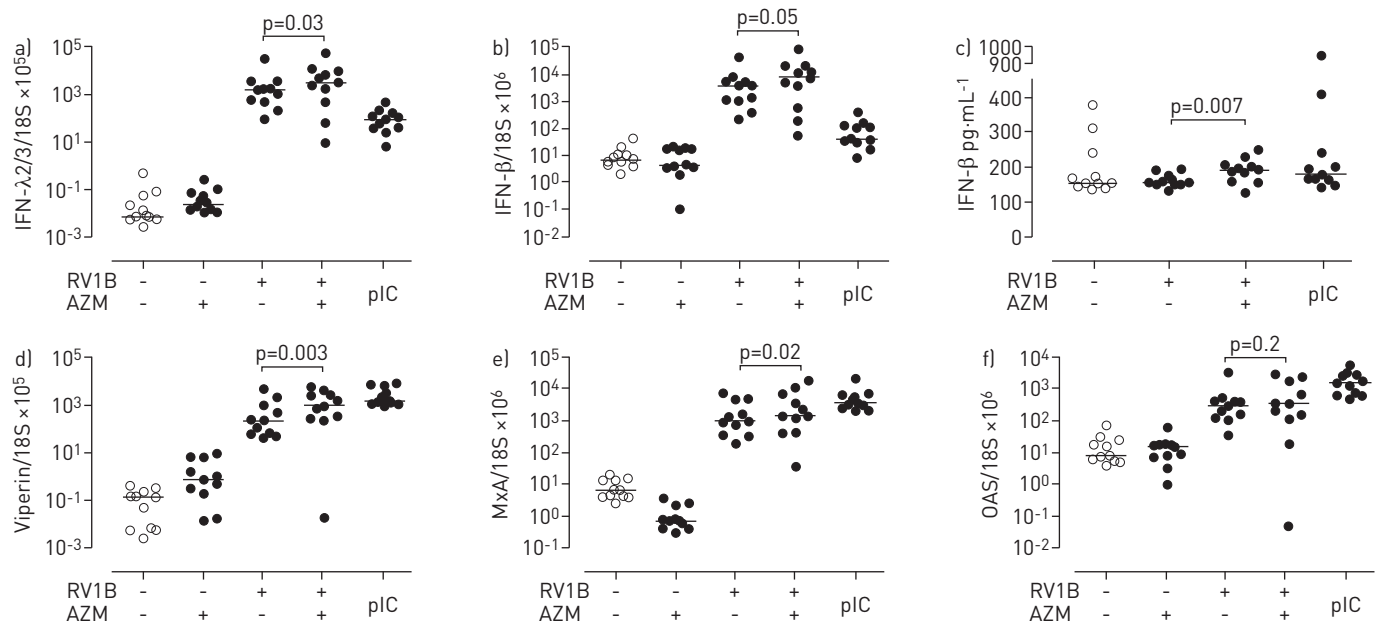 a)
IFN-λ2/3/18S ×10⁵
10⁵
10³
10¹
10⁻¹
10⁻³
p=0.03
RV1B - - + + pIC
AZM - + - +
b)
IFN-β/18S ×10⁶
10⁵
10⁴
10³
10²
10¹
10⁰
10⁻¹
10⁻²
p=0.05
RV1B - - + + pIC
AZM - + - +
c)
IFN-β pg·mL⁻¹
1000
900
400
300
200
100
0
p=0.007
RV1B - + + pIC
AZM - - +
d)
Viperin/18S ×10⁵
10⁵
10³
10¹
10⁻¹
10⁻³
p=0.003
RV1B - - + + pIC
AZM - + - +
e)
MxA/18S ×10⁶
10⁵
10⁴
10³
10²
10¹
10⁰
10⁻¹
p=0.02
RV1B - - + + pIC
AZM - + - +
f)
OAS/18S ×10⁶
10⁴
10³
10²
10¹
10⁰
10⁻¹
10⁻²
p=0.2
RV1B - - + + pIC
AZM - + - +